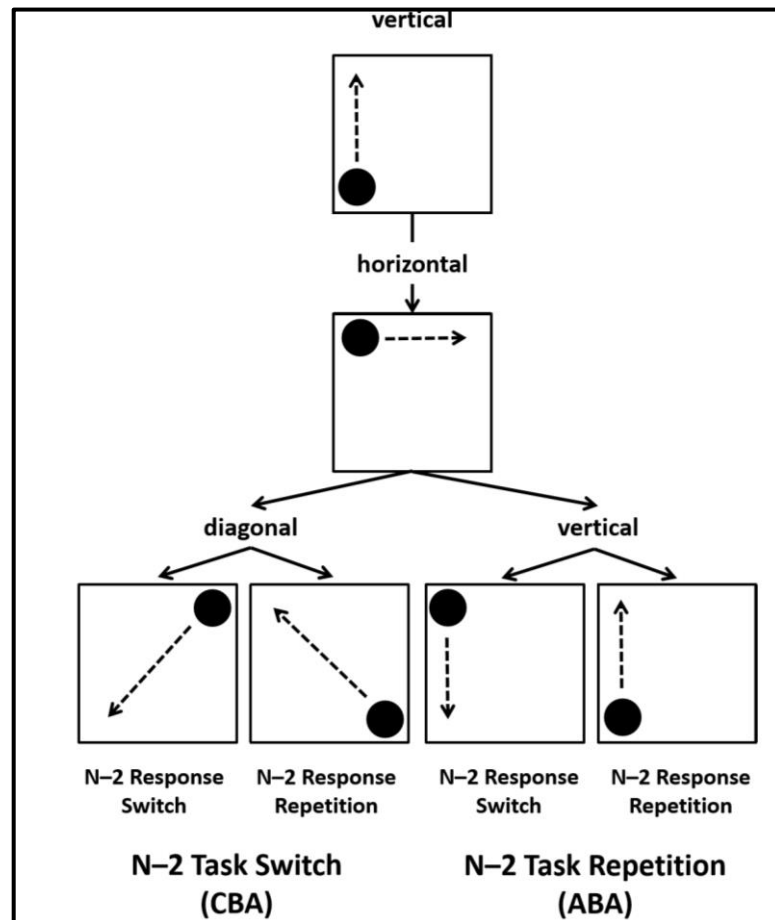 vertical
horizontal
diagonal
vertical
N–2 Response
Switch
N–2 Response
Repetition
N–2 Response
Switch
N–2 Response
Repetition
N–2 Task Switch
(CBA)
N–2 Task Repetition
(ABA)